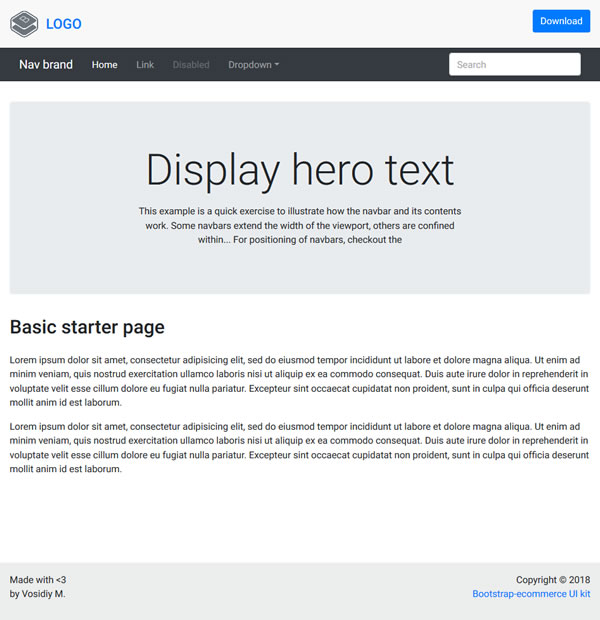 LOGO
Download
Nav brand
Home
Link
Disabled
Dropdown
Search
Display hero text
This example is a quick exercise to illustrate how the navbar and its contents
work. Some navbars extend the width of the viewport, others are confined
within... For positioning of navbars, checkout the
Basic starter page
Lorem ipsum dolor sit amet, consectetur adipisicing elit, sed do eiusmod tempor incididunt ut labore et dolore magna aliqua. Ut enim ad
minim veniam, quis nostrud exercitation ullamco laboris nisi ut aliquip ex ea commodo consequat. Duis aute irure dolor in reprehenderit in
voluptate velit esse cillum dolore eu fugiat nulla pariatur. Excepteur sint occaecat cupidatat non proident, sunt in culpa qui officia deserunt
mollit anim id est laborum.
Lorem ipsum dolor sit amet, consectetur adipisicing elit, sed do eiusmod tempor incididunt ut labore et dolore magna aliqua. Ut enim ad
minim veniam, quis nostrud exercitation ullamco laboris nisi ut aliquip ex ea commodo consequat. Duis aute irure dolor in reprehenderit in
voluptate velit esse cillum dolore eu fugiat nulla pariatur. Excepteur sint occaecat cupidatat non proident, sunt in culpa qui officia deserunt
mollit anim id est laborum.
Made with <3
by Vosidiy M.
Copyright © 2018
Bootstrap-ecommerce UI kit